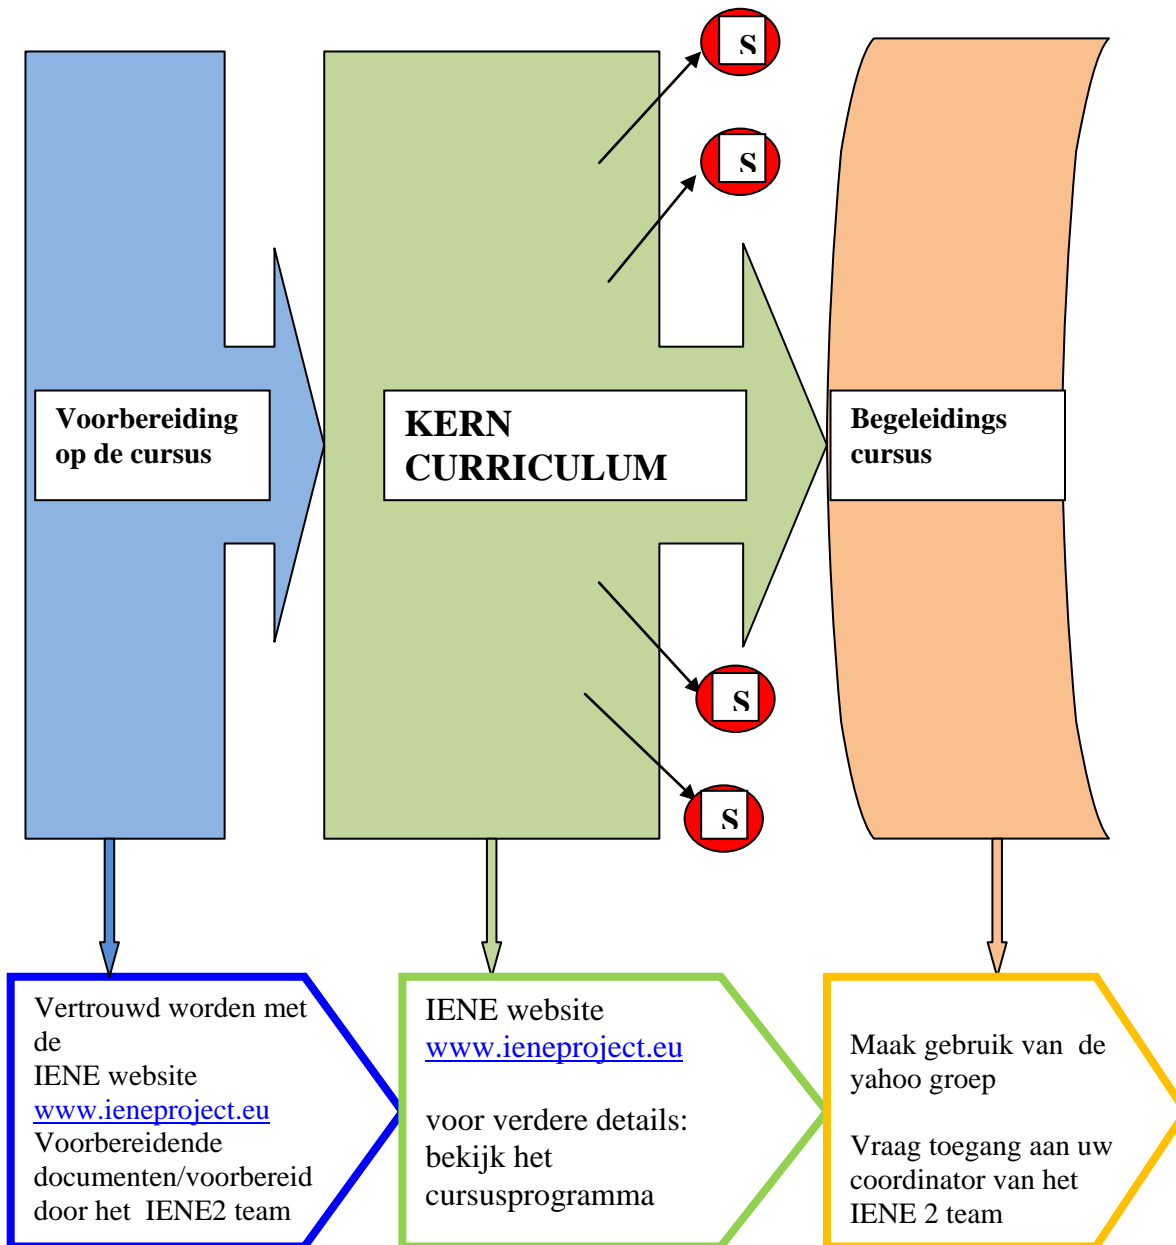 S
S
Voorbereiding
op de cursus
KERN
CURRICULUM
Begeleidings
cursus
S
S
Vertrouwd worden met
de
IENE website
www.ieneproject.eu
Voorbereidende
documenten/voorbereid
door het IENE2 team
IENE website
www.ieneproject.eu
voor verdere details:
bekijk het
cursusprogramma
Maak gebruik van de
yahoo groep
Vraag toegang aan uw
coordinator van het
IENE 2 team